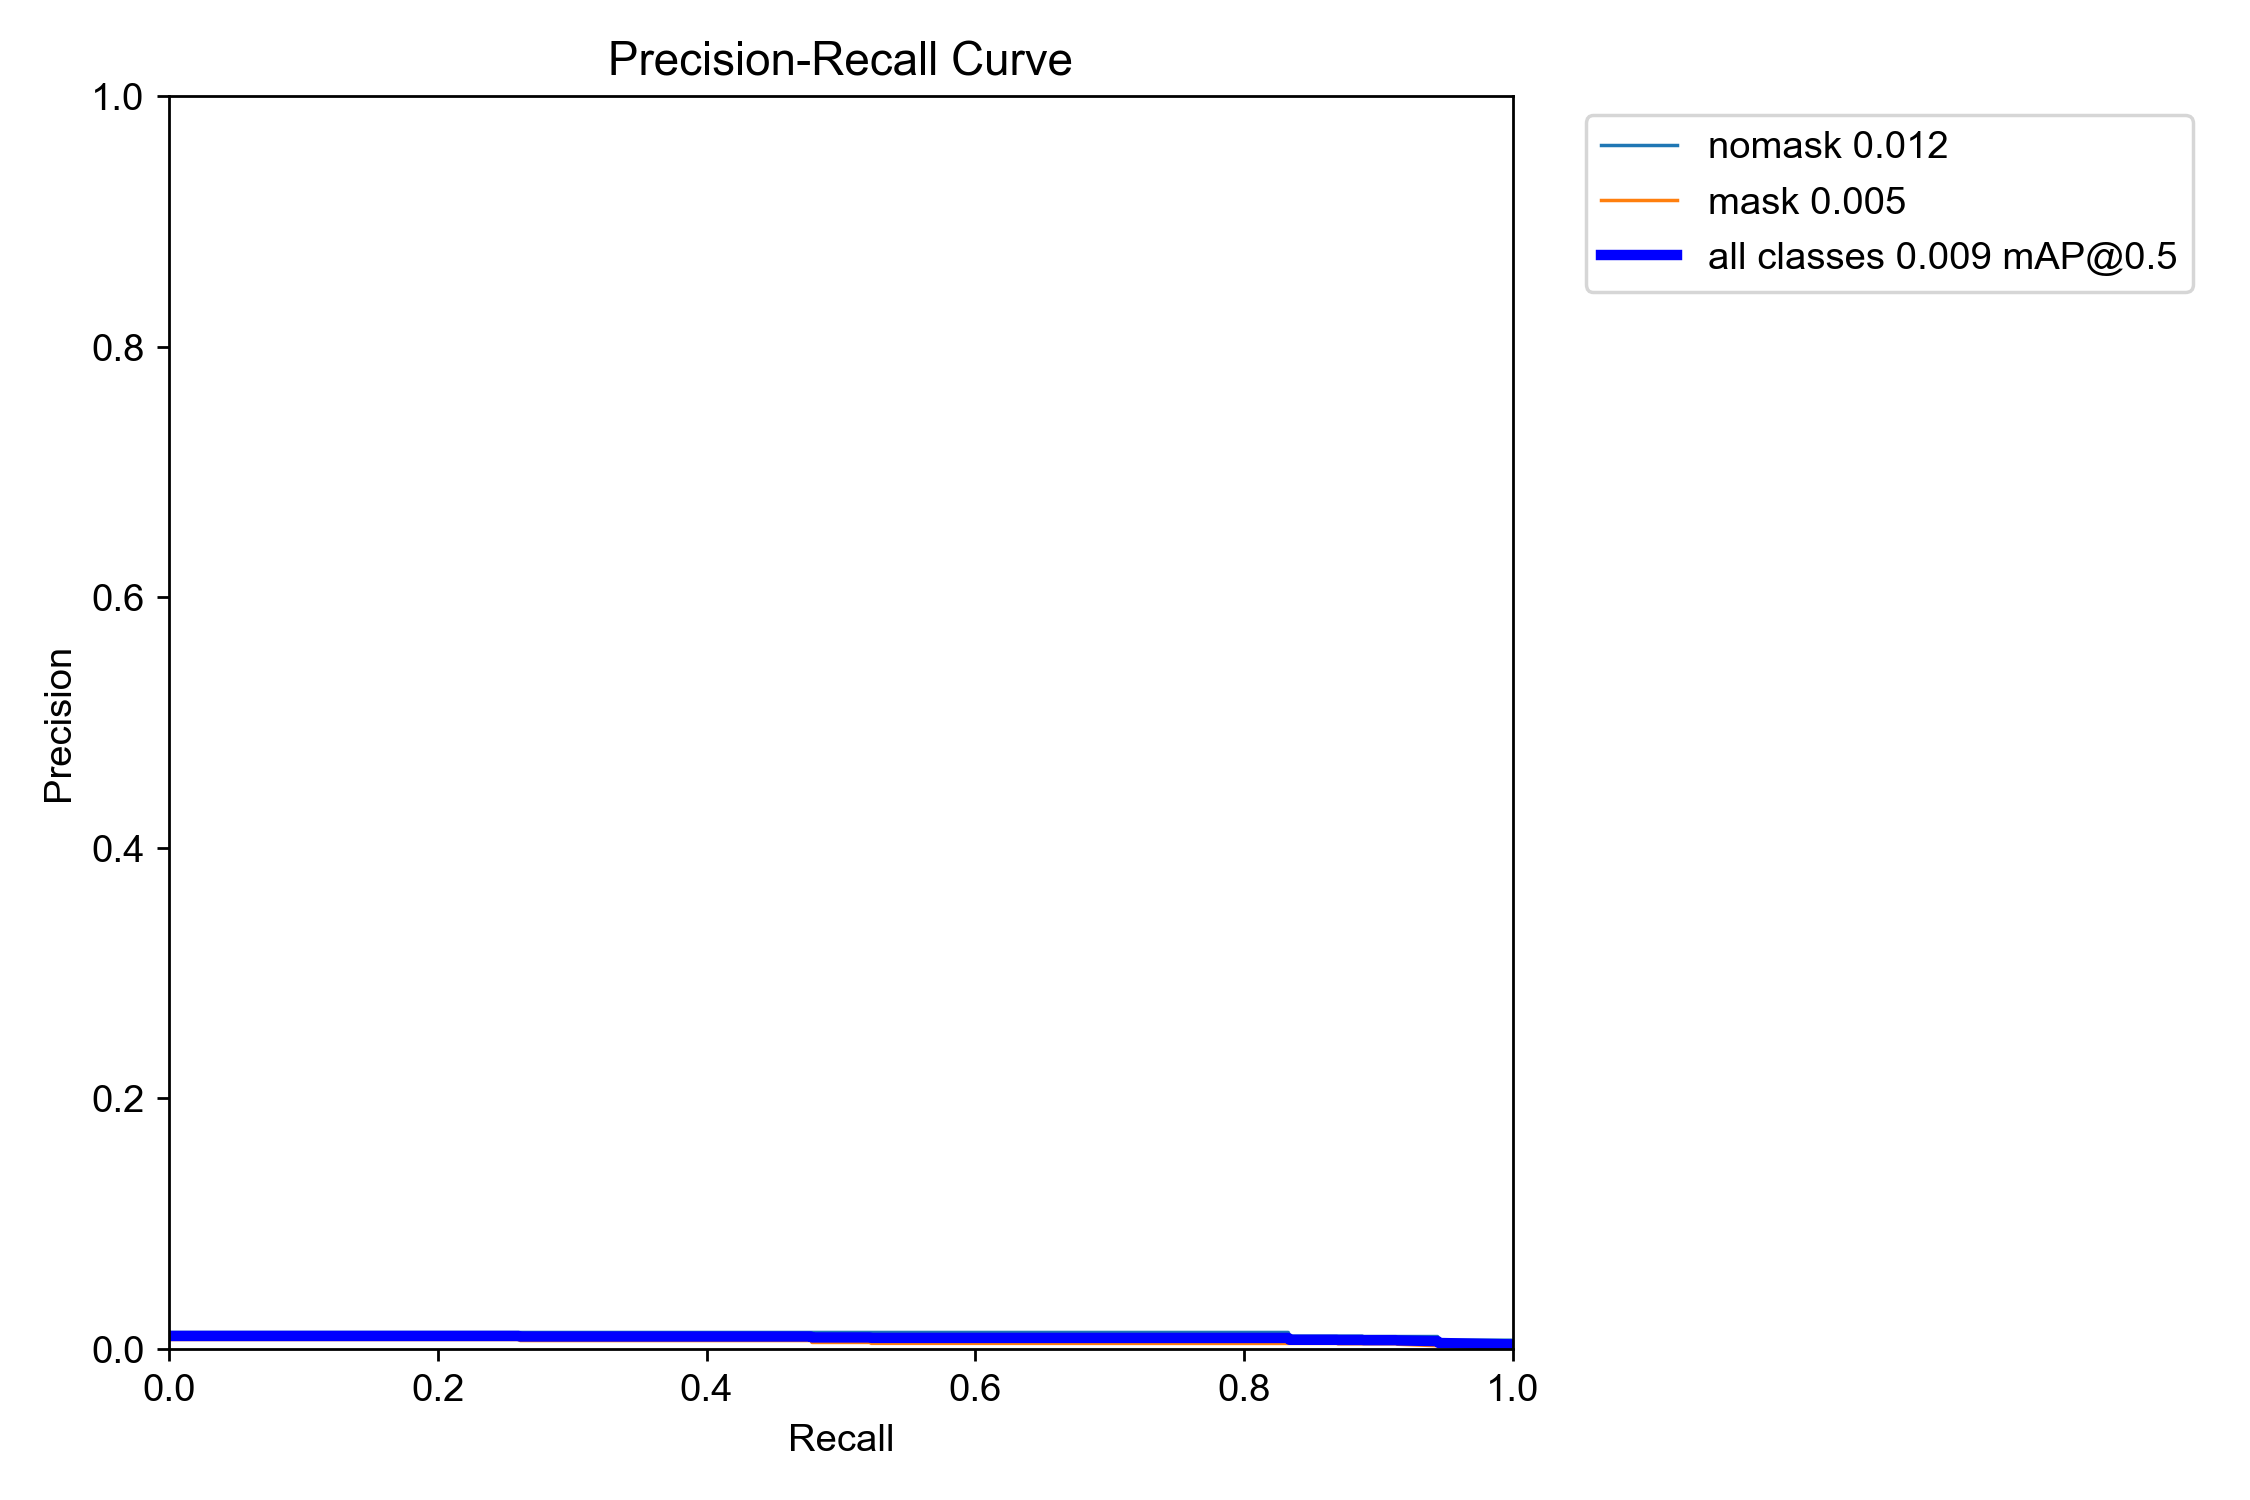 Precision-Recall Curve
1.0
0.8
0.6
0.4
0.2
0.0
Precision
0.0 0.2 0.4 0.6 0.8 1.0
Recall
nomask 0.012
mask 0.005
all classes 0.009 mAP@0.5